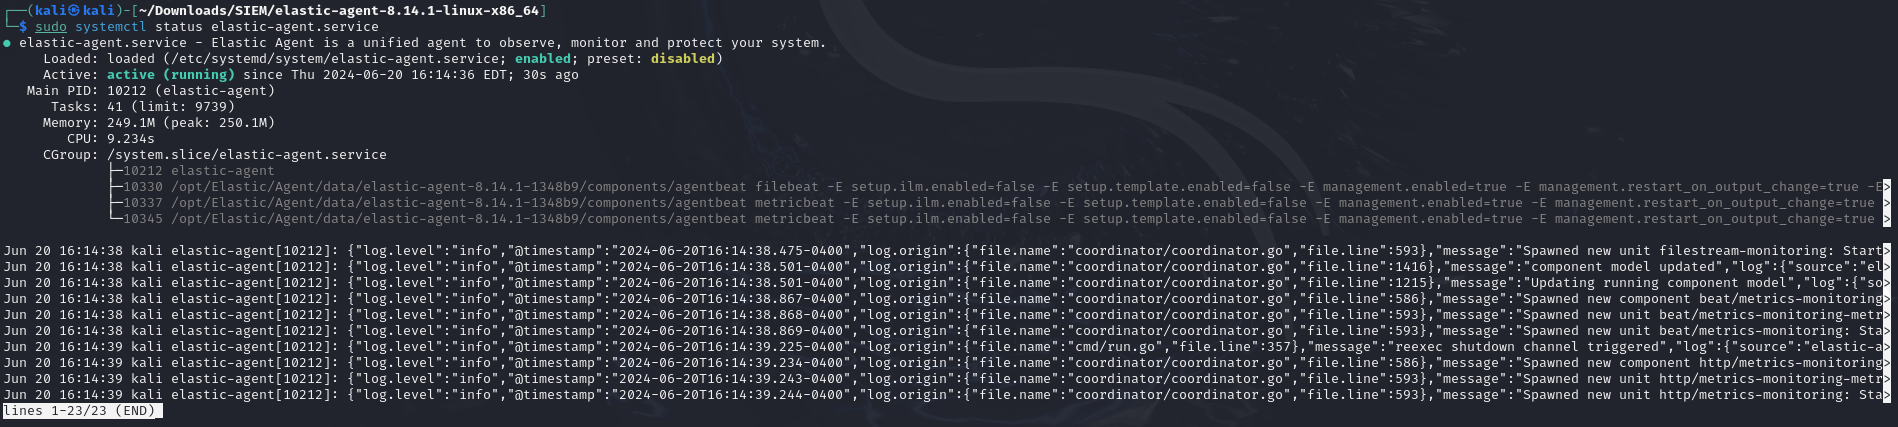 ┌──(kali㉿kali)-[~/Downloads/SIEM/elastic-agent-8.14.1-linux-x86_64]
└─$ sudo systemctl status elastic-agent.service
● elastic-agent.service - Elastic Agent is a unified agent to observe, monitor and protect your system.
     Loaded: loaded (/etc/systemd/system/elastic-agent.service; enabled; preset: disabled)
     Active: active (running) since Thu 2024-06-20 16:14:36 EDT; 30s ago
   Main PID: 10212 (elastic-agent)
      Tasks: 41 (limit: 9739)
     Memory: 249.1M (peak: 250.1M)
        CPU: 9.234s
     CGroup: /system.slice/elastic-agent.service
             ├─10212 elastic-agent
             ├─10330 /opt/Elastic/Agent/data/elastic-agent-8.14.1-1348b9/components/agentbeat filebeat -E setup.ilm.enabled=false -E setup.template.enabled=false -E management.enabled=true -E management.restart_on_output_change=true -E>
             ├─10337 /opt/Elastic/Agent/data/elastic-agent-8.14.1-1348b9/components/agentbeat metricbeat -E setup.ilm.enabled=false -E setup.template.enabled=false -E management.enabled=true -E management.restart_on_output_change=true >
             └─10345 /opt/Elastic/Agent/data/elastic-agent-8.14.1-1348b9/components/agentbeat metricbeat -E setup.ilm.enabled=false -E setup.template.enabled=false -E management.enabled=true -E management.restart_on_output_change=true >
Jun 20 16:14:38 kali elastic-agent[10212]: {"log.level":"info","@timestamp":"2024-06-20T16:14:38.475-0400","log.origin":{"file.name":"coordinator/coordinator.go","file.line":593},"message":"Spawned new unit filestream-monitoring: Start>
Jun 20 16:14:38 kali elastic-agent[10212]: {"log.level":"info","@timestamp":"2024-06-20T16:14:38.501-0400","log.origin":{"file.name":"coordinator/coordinator.go","file.line":1416},"message":"component model updated","log":{"source":"el>
Jun 20 16:14:38 kali elastic-agent[10212]: {"log.level":"info","@timestamp":"2024-06-20T16:14:38.501-0400","log.origin":{"file.name":"coordinator/coordinator.go","file.line":1215},"message":"Updating running component model","log":{"so>
Jun 20 16:14:38 kali elastic-agent[10212]: {"log.level":"info","@timestamp":"2024-06-20T16:14:38.867-0400","log.origin":{"file.name":"coordinator/coordinator.go","file.line":586},"message":"Spawned new component beat/metrics-monitoring>
Jun 20 16:14:38 kali elastic-agent[10212]: {"log.level":"info","@timestamp":"2024-06-20T16:14:38.868-0400","log.origin":{"file.name":"coordinator/coordinator.go","file.line":593},"message":"Spawned new unit beat/metrics-monitoring-metr>
Jun 20 16:14:38 kali elastic-agent[10212]: {"log.level":"info","@timestamp":"2024-06-20T16:14:38.869-0400","log.origin":{"file.name":"coordinator/coordinator.go","file.line":593},"message":"Spawned new unit beat/metrics-monitoring: Sta>
Jun 20 16:14:39 kali elastic-agent[10212]: {"log.level":"info","@timestamp":"2024-06-20T16:14:39.225-0400","log.origin":{"file.name":"cmd/run.go","file.line":357},"message":"reexec shutdown channel triggered","log":{"source":"elastic-a>
Jun 20 16:14:39 kali elastic-agent[10212]: {"log.level":"info","@timestamp":"2024-06-20T16:14:39.234-0400","log.origin":{"file.name":"coordinator/coordinator.go","file.line":586},"message":"Spawned new component http/metrics-monitoring>
Jun 20 16:14:39 kali elastic-agent[10212]: {"log.level":"info","@timestamp":"2024-06-20T16:14:39.243-0400","log.origin":{"file.name":"coordinator/coordinator.go","file.line":593},"message":"Spawned new unit http/metrics-monitoring-metr>
Jun 20 16:14:39 kali elastic-agent[10212]: {"log.level":"info","@timestamp":"2024-06-20T16:14:39.244-0400","log.origin":{"file.name":"coordinator/coordinator.go","file.line":593},"message":"Spawned new unit http/metrics-monitoring: Sta>
lines 1-23/23 (END)